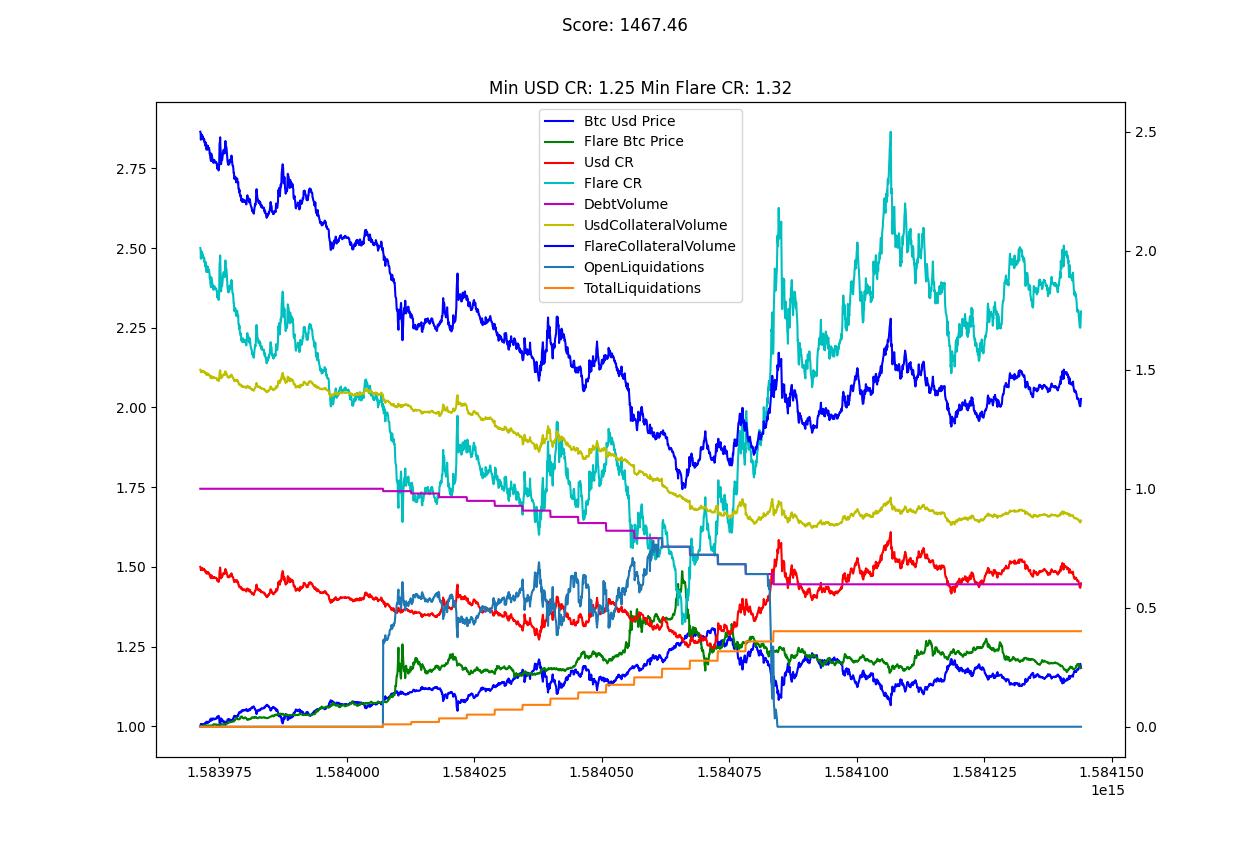 Score: 1467.46
Min USD CR: 1.25 Min Flare CR: 1.32
Btc Usd Price
Flare Btc Price
Usd CR
Flare CR
DebtVolume
UsdCollateralVolume
FlareCollateralVolume
OpenLiquidations
TotalLiquidations
2.75
2.50
2.25
2.00
1.75
1.50
1.25
1.00
2.5
2.0
1.5
1.0
0.5
0.0
1.583975 1.584000 1.584025 1.584050 1.584075 1.584100 1.584125 1.584150
1e15